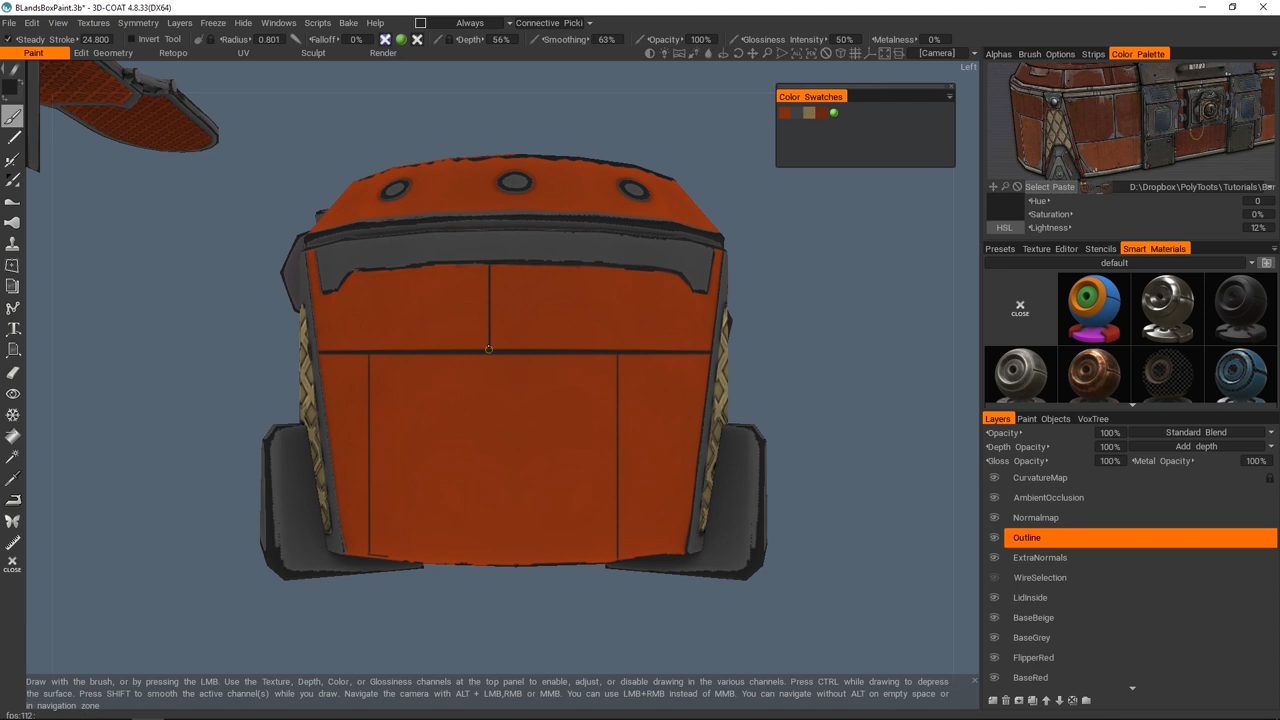 BLandsBoxPaint.3b* - 3D-COAT 4.8.33(DX64)
File Edit View Textures Symmetry Layers Freeze Hide Windows Scripts Bake Help Always Connective Picki
Steady Stroke 24.800 Invert Tool Radius 0.801 Falloff 0% Depth 56% Smoothing 63% Opacity 100% Glossiness Intensity 50% Metalness 0%
Paint Edit Geometry Retopo UV Sculpt Render [Camera]
Alphas Brush Options Strips Color Palette
Left
Color Swatches
Select Paste D:\Dropbox\PolyToots\Tutorials\
Hue 0
Saturation 0%
HSL Lightness 12%
Presets Texture Editor Stencils Smart Materials
default
CLOSE
Layers Paint Objects VoxTree
Opacity 100% Standard Blend
Depth Opacity 100% Add depth
Gloss Opacity 100% Metal Opacity 100%
CurvatureMap
AmbientOcclusion
Normalmap
Outline
ExtraNormals
WireSelection
LidInside
BaseBeige
BaseGrey
FlipperRed
BaseRed
CLOSE
Draw with the brush, or by pressing the LMB. Use the Texture, Depth, Color, or Glossiness channels at the top panel to enable, adjust, or disable drawing in the various channels. Press CTRL while drawing to depress
the surface. Press SHIFT to smooth the active channel(s) while you draw. Navigate the camera with ALT + LMB,RMB or MMB. You can use LMB+RMB instead of MMB. You can navigate without ALT on empty space or
in navigation zone
fps:112;